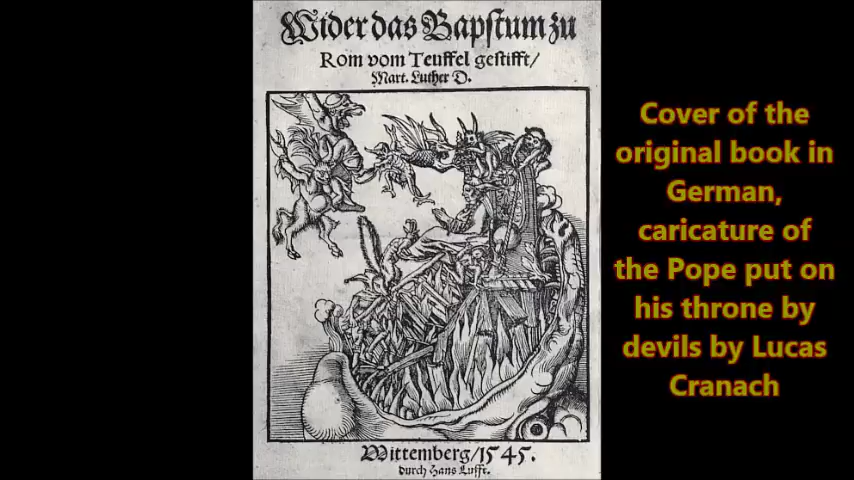 Wider das Bapstum zu
Rom vom Teuffel gestifft/
Mart. Luther D.
Wittemberg/1545.
durch Hans Lufft.
Cover of the
original book in
German,
caricature of
the Pope put on
his throne by
devils by Lucas
Cranach